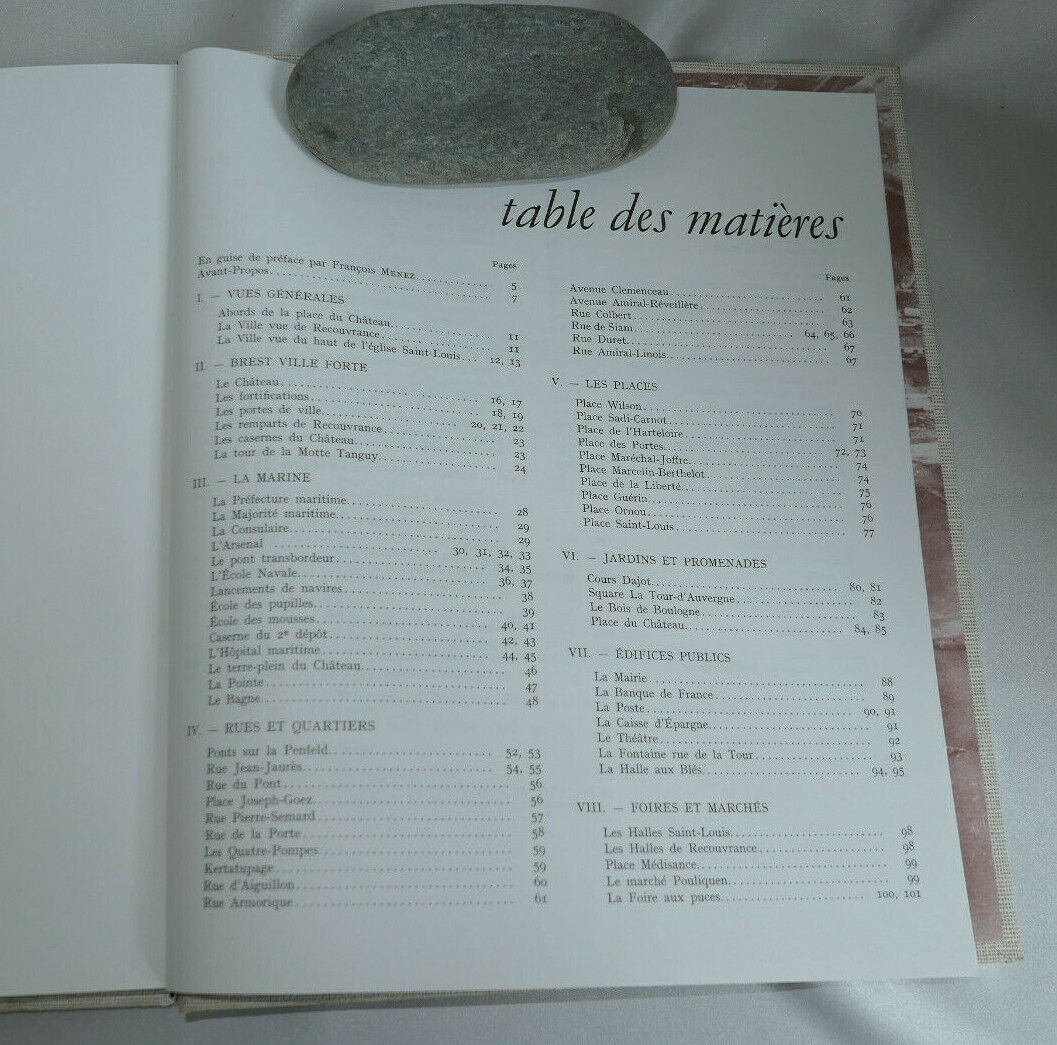 table des matières
Pages
En guise de préface par François MENEZ 5
Avant-Propos 7
I. — VUES GÉNÉRALES
Abords de la place du Château 11
La Ville vue de Recouvrance 11
La Ville vue du haut de l'église Saint-Louis 12, 13
II. — BREST VILLE FORTE
Le Château 16, 17
Les fortifications 18, 19
Les portes de ville 20, 21, 22
Les remparts de Recouvrance 23
Les casernes du Château 23
La tour de la Motte Tanguy 24
III. — LA MARINE
La Préfecture maritime 28
La Majorité maritime 29
La Consulaire 29
L'Arsenal 30, 31, 32, 33
Le pont transbordeur 34, 35
L'École Navale 36, 37
Lancements de navires 38
École des pupilles 39
École des mousses 40, 41
Caserne du 2e dépôt 42, 43
L'Hôpital maritime 44, 45
Le terre-plein du Château 46
La Pointe 47
Le Bagne 48
IV. — RUES ET QUARTIERS
Ponts sur la Penfeld 52, 53
Rue Jean-Jaurès 54, 55
Rue du Pont 56
Place Joseph-Goez 56
Rue Pierre-Semard 57
Rue de la Porte 58
Les Quatre-Pompes 59
Kertatupage 59
Rue d'Aiguillon 60
Rue Armorique 61
Pages
Avenue Clemenceau 61
Avenue Amiral-Réveillère 62
Rue Colbert 63
Rue de Siam 64, 65, 66
Rue Duret 67
Rue Amiral-Linois 67
V. — LES PLACES
Place Wilson 70
Place Sadi-Carnot 71
Place de l'Harteloire 71
Place des Portes 72, 73
Place Maréchal-Joffre 74
Place Marcelin-Berthelot 74
Place de la Liberté 75
Place Guérin 76
Place Ornou 76
Place Saint-Louis 77
VI. — JARDINS ET PROMENADES
Cours Dajot 80, 81
Square La Tour-d'Auvergne 82
Le Bois de Boulogne 83
Place du Château 84, 85
VII. — ÉDIFICES PUBLICS
La Mairie 88
La Banque de France 89
La Poste 90, 91
La Caisse d'Épargne 91
Le Théâtre 92
La Fontaine rue de la Tour 93
La Halle aux Blés 94, 95
VIII. — FOIRES ET MARCHÉS
Les Halles Saint-Louis 98
Les Halles de Recouvrance 98
Place Médisance 99
Le marché Pouliquen 99
La Foire aux puces 100, 101